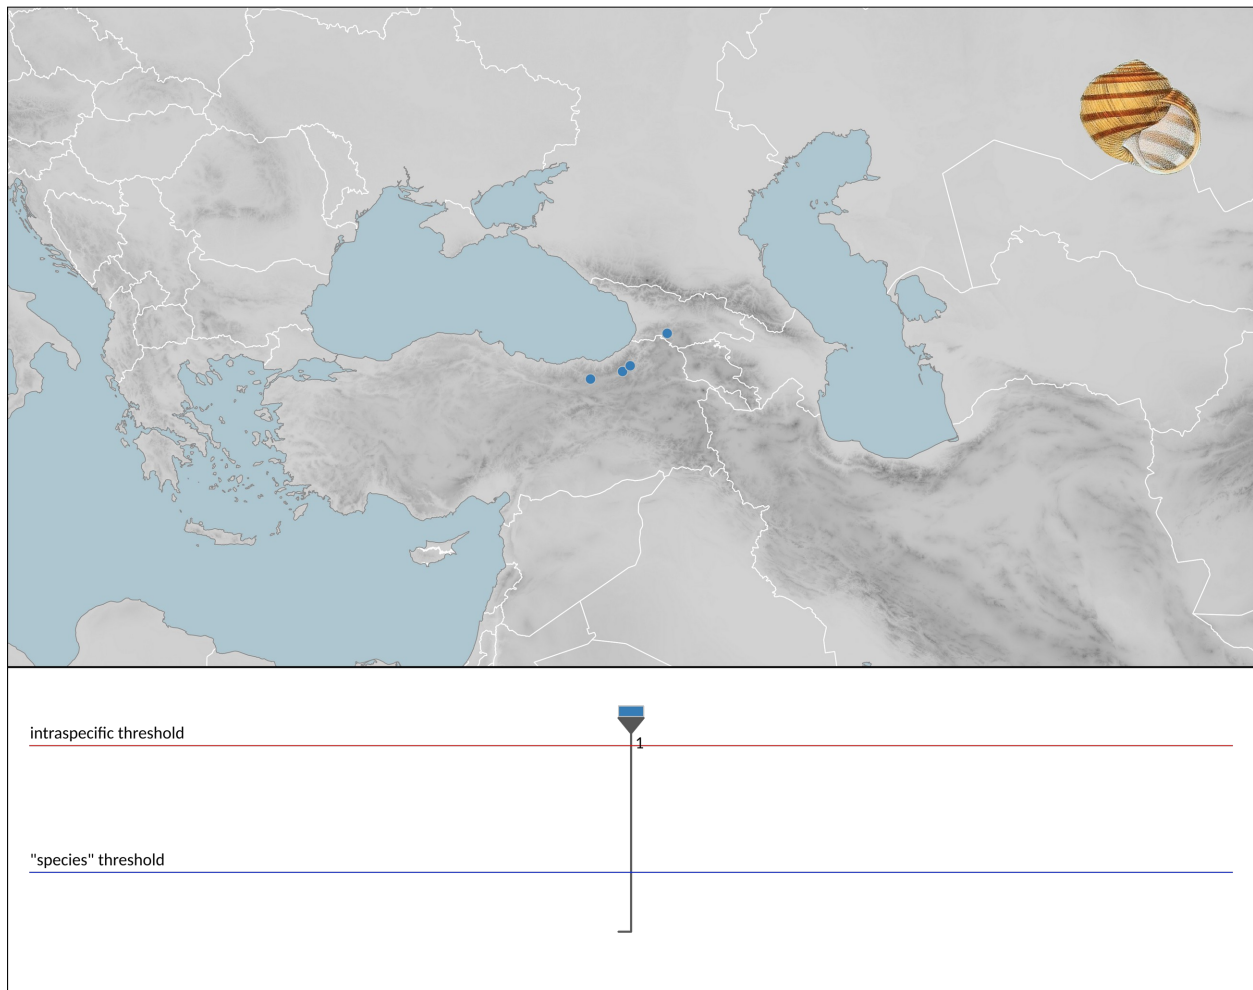 intraspecific threshold
1
"species" threshold